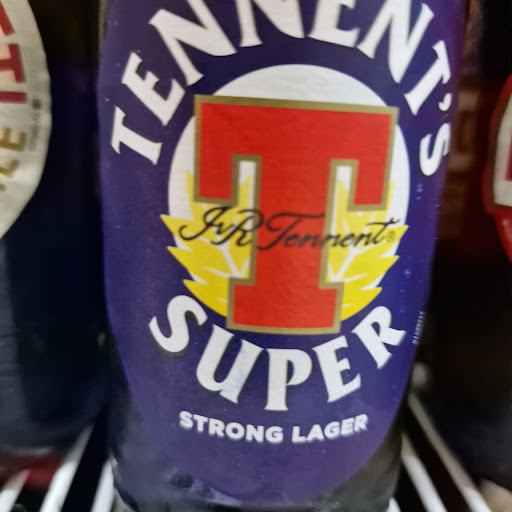 TENNENT'S
T
J&R Tennent®
SUPER
STRONG LAGER